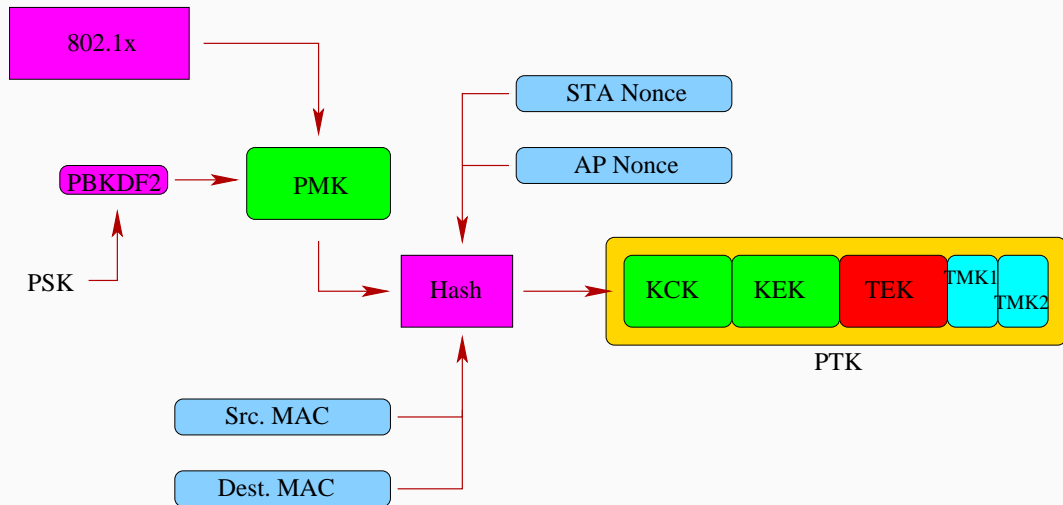 802.1x
STA Nonce
AP Nonce
PBKDF2
PMK
PSK
Hash
KCK
KEK
TEK
TMK1
TMK2
PTK
Src. MAC
Dest. MAC